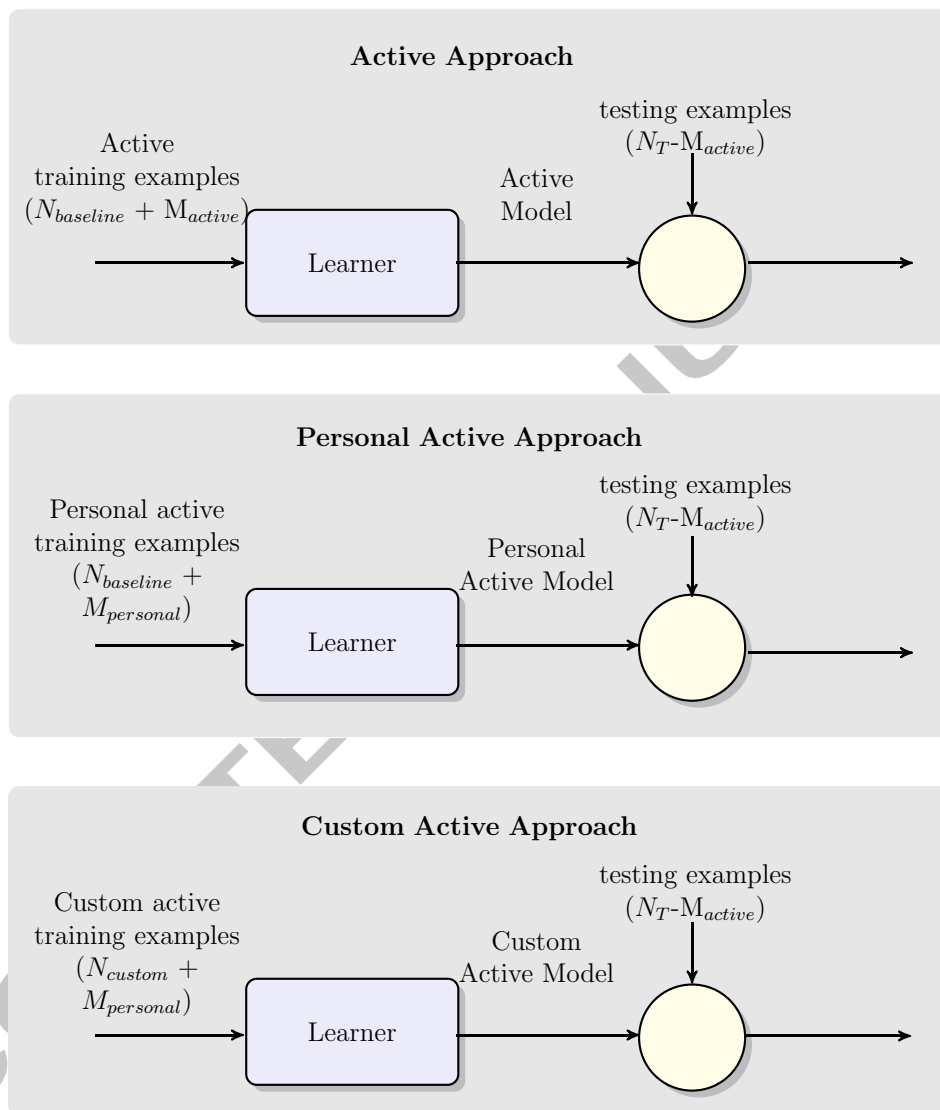 Active Approach
testing examples
(N_T-M_active)
Active
training examples
(N_baseline + M_active)
Active
Model
Learner
Personal Active Approach
testing examples
(N_T-M_active)
Personal active
training examples
(N_baseline +
M_personal)
Personal
Active Model
Learner
Custom Active Approach
testing examples
(N_T-M_active)
Custom active
training examples
(N_custom +
M_personal)
Custom
Active Model
Learner